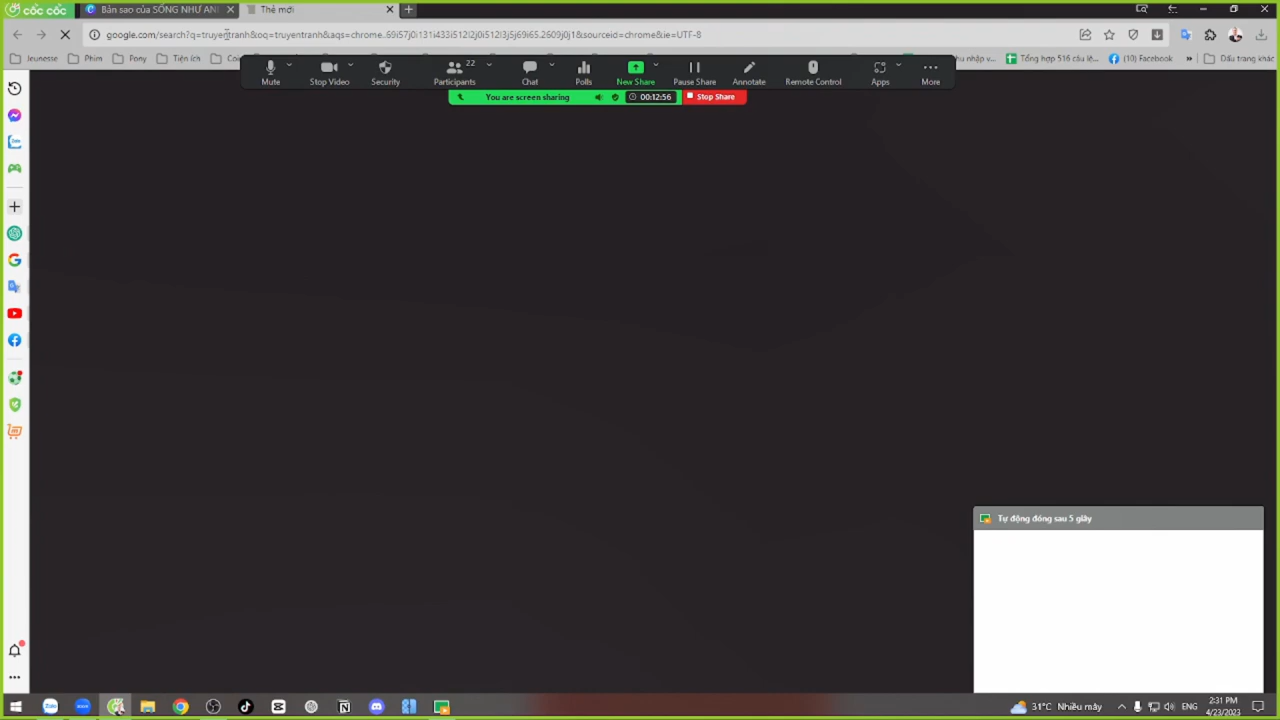 cốc cốc
Bản sao của SỐNG NHƯ ANH
Thẻ mới
google.com/search?q=truyentranh&oq=truyentranh&aqs=chrome..69i57j0i131i433i512l2j0i512l3j5j69i65.2609j0j1&sourceid=chrome&ie=UTF-8
Jeunesse
Phim
Pony
Tiện ích
Tổng hợp 516 câu lệ...
(10) Facebook
»
Dấu trang khác
Mute
Stop Video
Security
Participants
22
Chat
Polls
New Share
Pause Share
Annotate
Remote Control
Apps
More
You are screen sharing
00:12:56
Stop Share
Tự động đóng sau 5 giây
Zalo
zoom
31°C Nhiều mây
ENG
2:31 PM
4/23/2023